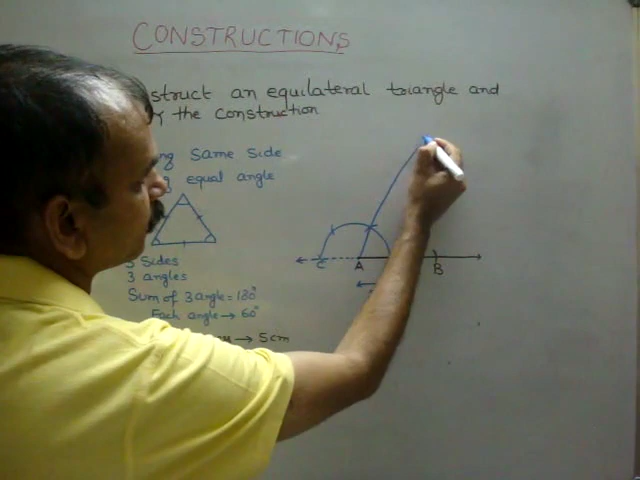 CONSTRUCTIONS
struct an equilateral triangle and
the construction
Same Side
equal angle
3 Sides
3 angles
Sum of 3 angle = 180°
Each angle → 60°
→ 5cm
C A B